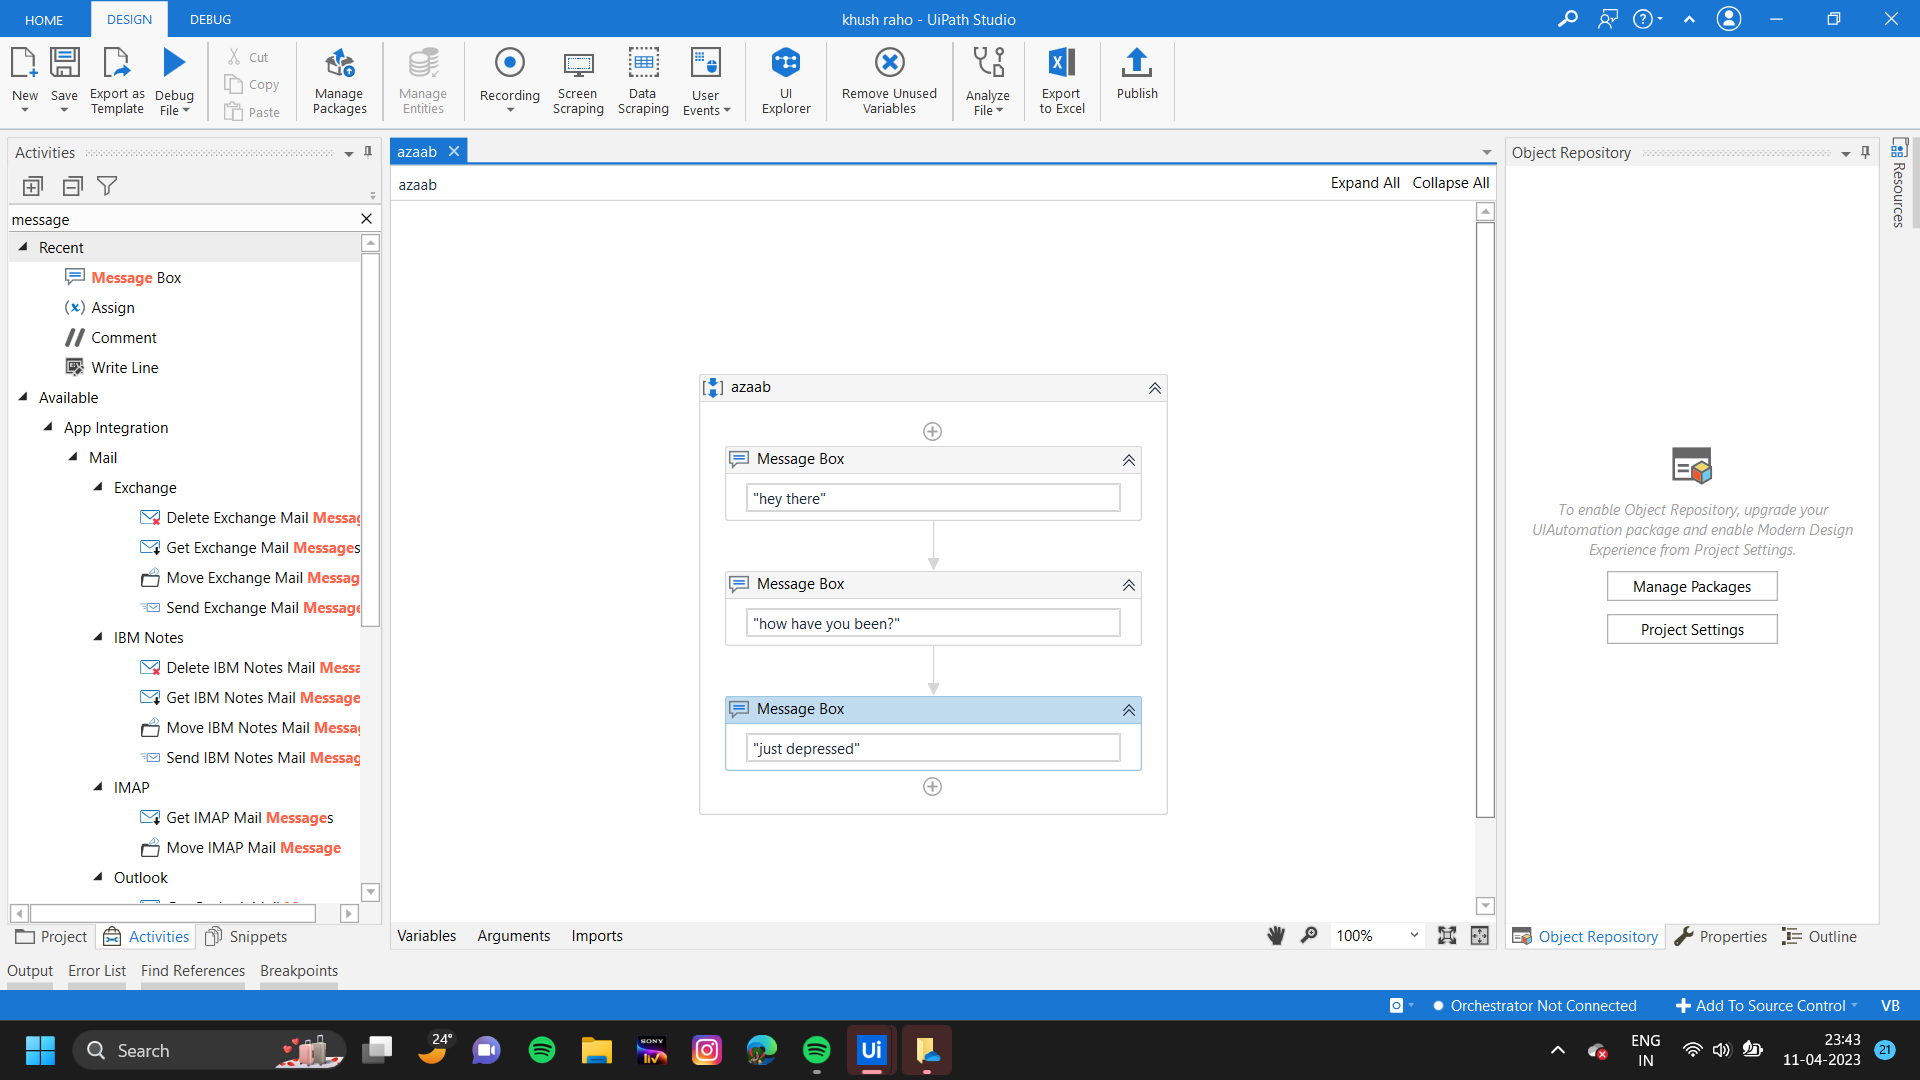 HOME
DESIGN
DEBUG
khush raho - UiPath Studio
New
Save
Export as
Template
Debug
File
Cut
Copy
Paste
Manage
Packages
Manage
Entities
Recording
Screen
Scraping
Data
Scraping
User
Events
UI
Explorer
Remove Unused
Variables
Analyze
File
Export
to Excel
Publish
Activities
message
Recent
Message Box
Assign
Comment
Write Line
Available
App Integration
Mail
Exchange
Delete Exchange Mail Messag
Get Exchange Mail Messages
Move Exchange Mail Messag
Send Exchange Mail Message
IBM Notes
Delete IBM Notes Mail Messa
Get IBM Notes Mail Message
Move IBM Notes Mail Messag
Send IBM Notes Mail Messag
IMAP
Get IMAP Mail Messages
Move IMAP Mail Message
Outlook
Project
Activities
Snippets
azaab
azaab
Expand All
Collapse All
azaab
Message Box
"hey there"
Message Box
"how have you been?"
Message Box
"just depressed"
Variables
Arguments
Imports
100%
Object Repository
To enable Object Repository, upgrade your
UIAutomation package and enable Modern Design
Experience from Project Settings.
Manage Packages
Project Settings
Object Repository
Properties
Outline
Resources
Output
Error List
Find References
Breakpoints
Orchestrator Not Connected
Add To Source Control
VB
Search
24°
SONY
liv
Ui
ENG
IN
23:43
11-04-2023
21